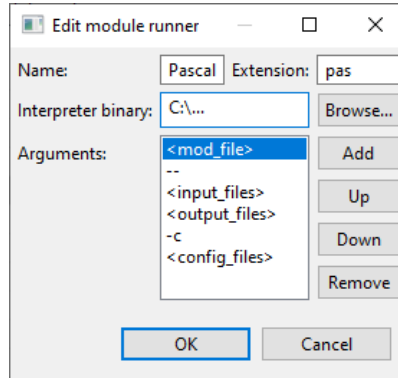 Edit module runner
Name: Pascal Extension: pas
Interpreter binary: C:\... Browse...
Arguments: <mod_file> Add
--
<input_files> Up
<output_files>
-c Down
<config_files>
Remove
OK Cancel